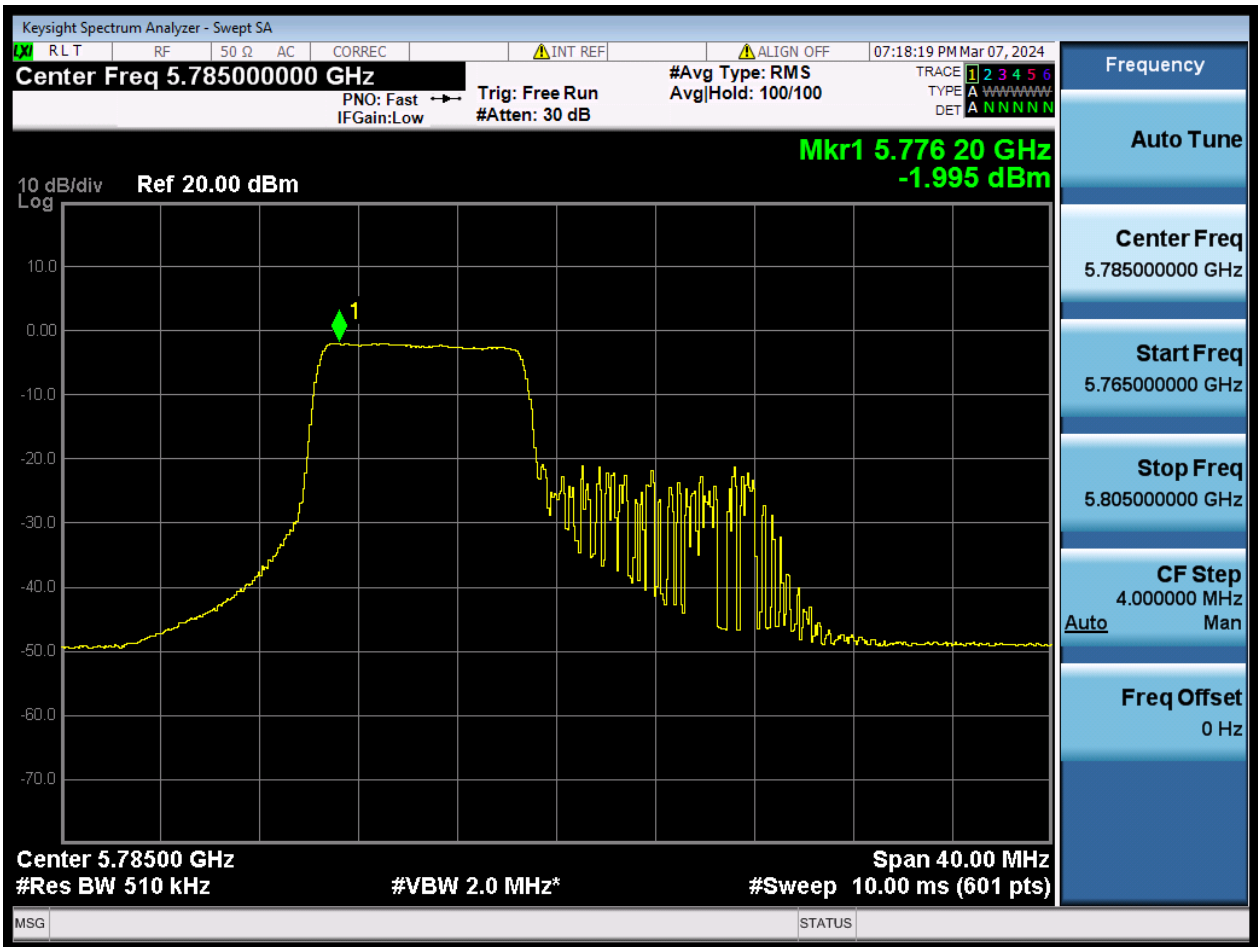 Keysight Spectrum Analyzer - Swept SA
LXI RLT RF 50 Ω AC CORREC INT REF ALIGN OFF 07:18:19 PM Mar 07, 2024
Center Freq 5.785000000 GHz
PNO: Fast
IFGain:Low
Trig: Free Run
#Atten: 30 dB
#Avg Type: RMS
Avg|Hold: 100/100
TRACE 1 2 3 4 5 6
TYPE A WWWWW
DET A N N N N N
Mkr1 5.776 20 GHz
-1.995 dBm
10 dB/div Ref 20.00 dBm
Log
1
10.0
0.00
-10.0
-20.0
-30.0
-40.0
-50.0
-60.0
-70.0
Center 5.78500 GHz Span 40.00 MHz
#Res BW 510 kHz #VBW 2.0 MHz* #Sweep 10.00 ms (601 pts)
MSG STATUS
Frequency
Auto Tune
Center Freq
5.785000000 GHz
Start Freq
5.765000000 GHz
Stop Freq
5.805000000 GHz
CF Step
4.000000 MHz
Auto Man
Freq Offset
0 Hz